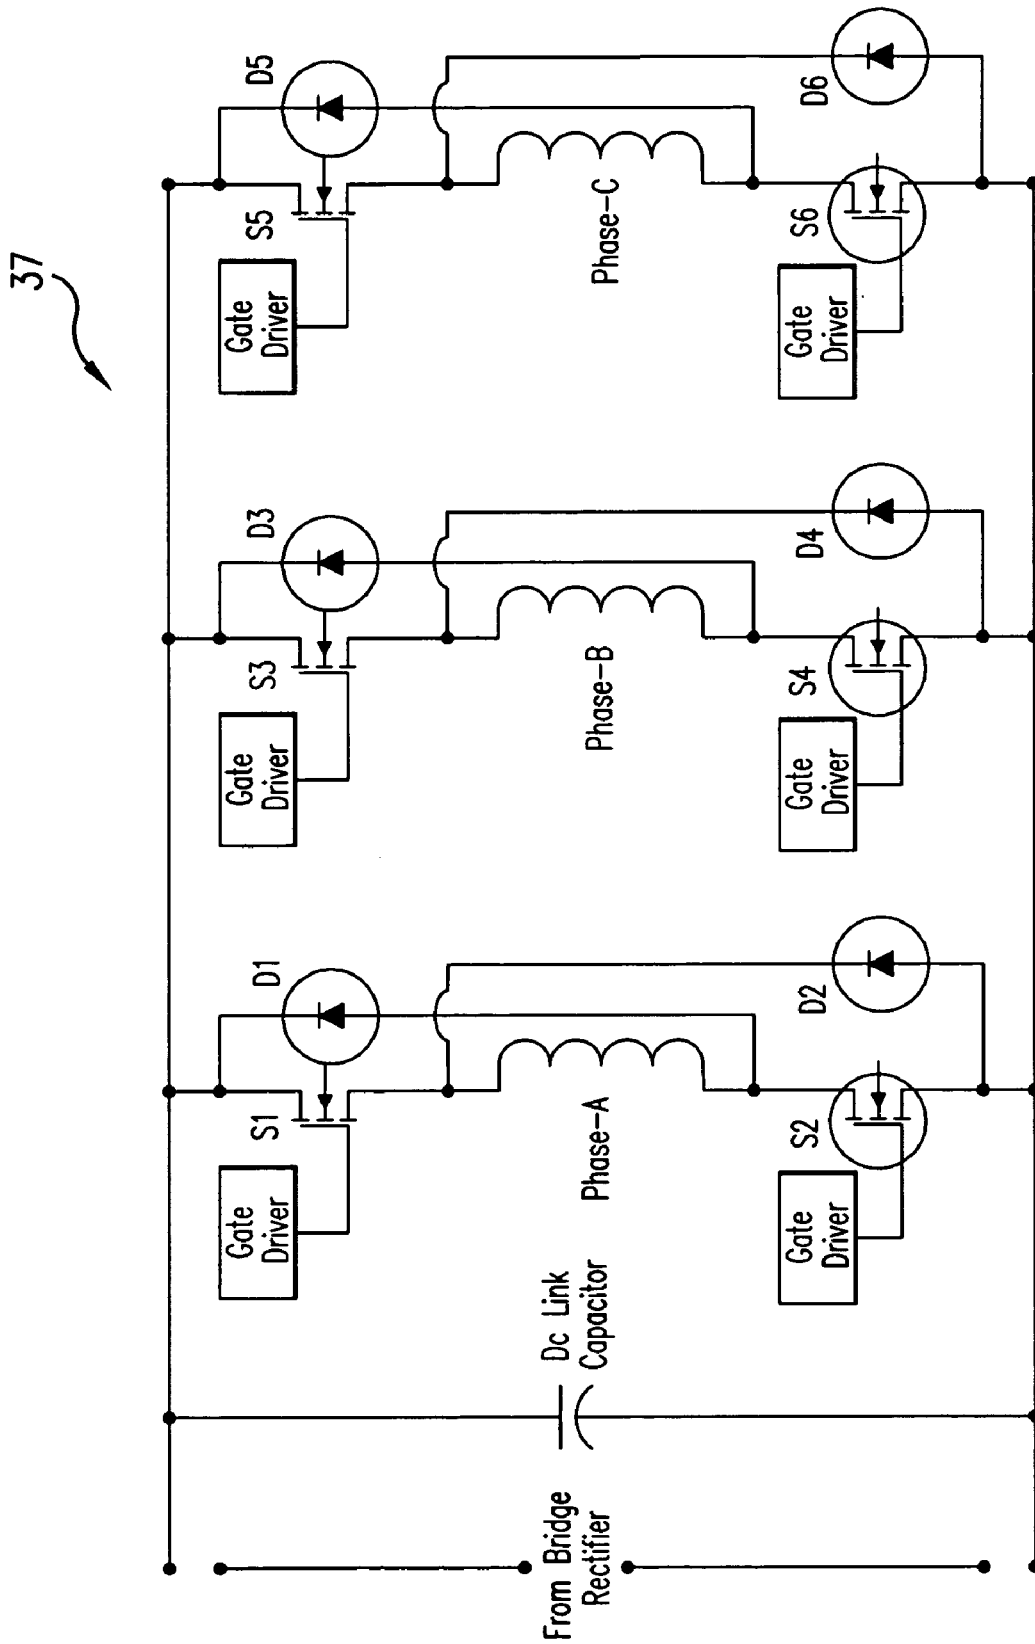 37
From Bridge
Rectifier
Dc Link
Capacitor
Gate
Driver
S1
D1
Phase-A
Gate
Driver
S2
D2
Gate
Driver
S3
D3
Phase-B
Gate
Driver
S4
D4
Gate
Driver
S5
D5
Phase-C
Gate
Driver
S6
D6